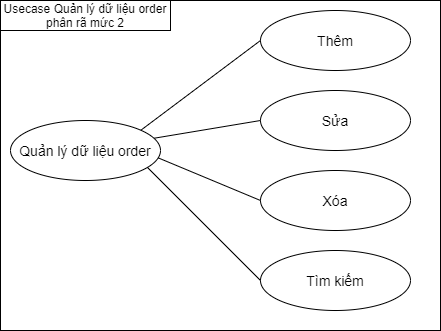 Usecase Quản lý dữ liệu order
phân rã mức 2
Thêm
Sửa
Quản lý dữ liệu order
Xóa
Tìm kiếm